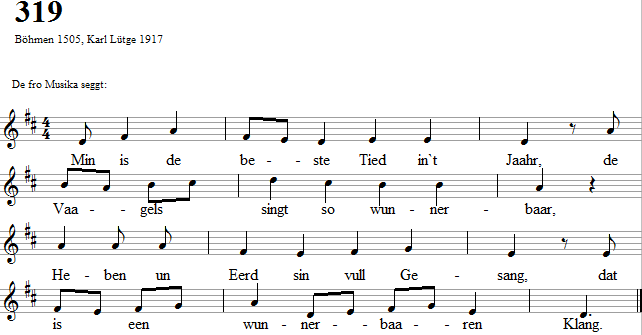 319
Böhmen 1505, Karl Lütge 1917
De fro Musika seggt:
4
4
Min is de be - - ste Tied in`t Jaahr, de
Vaa - gels singt so wun - ner - baar,
He - ben un Eerd sin vull Ge - sang, dat
is een wun - ner - baa - ren Klang.